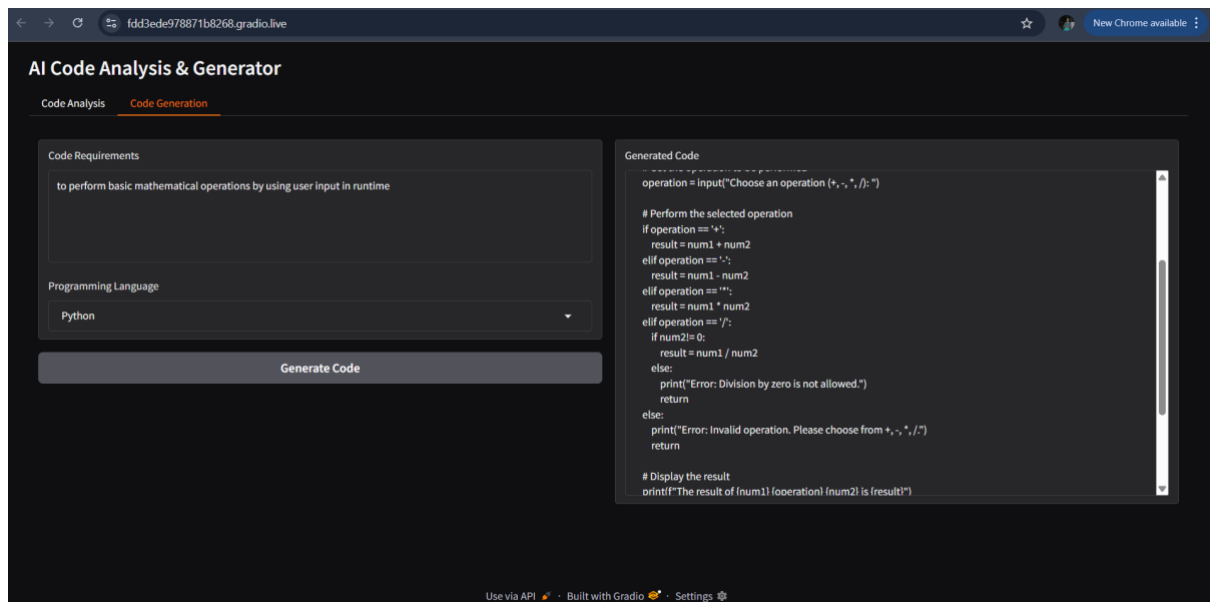 fdd3ede978871b8268.gradio.live
New Chrome available
AI Code Analysis & Generator
Code Analysis Code Generation
Code Requirements
to perform basic mathematical operations by using user input in runtime
Programming Language
Python
Generate Code
Generated Code
operation = input("Choose an operation (+, -, *, /): ")
# Perform the selected operation
if operation == '+':
result = num1 + num2
elif operation == '-':
result = num1 - num2
elif operation == '*':
result = num1 * num2
elif operation == '/':
if num2!= 0:
result = num1 / num2
else:
print("Error: Division by zero is not allowed.")
return
else:
print("Error: Invalid operation. Please choose from +, -, *, /.")
return
# Display the result
print(f"The result of {num1} {operation} {num2} is {result}")
Use via API · Built with Gradio · Settings